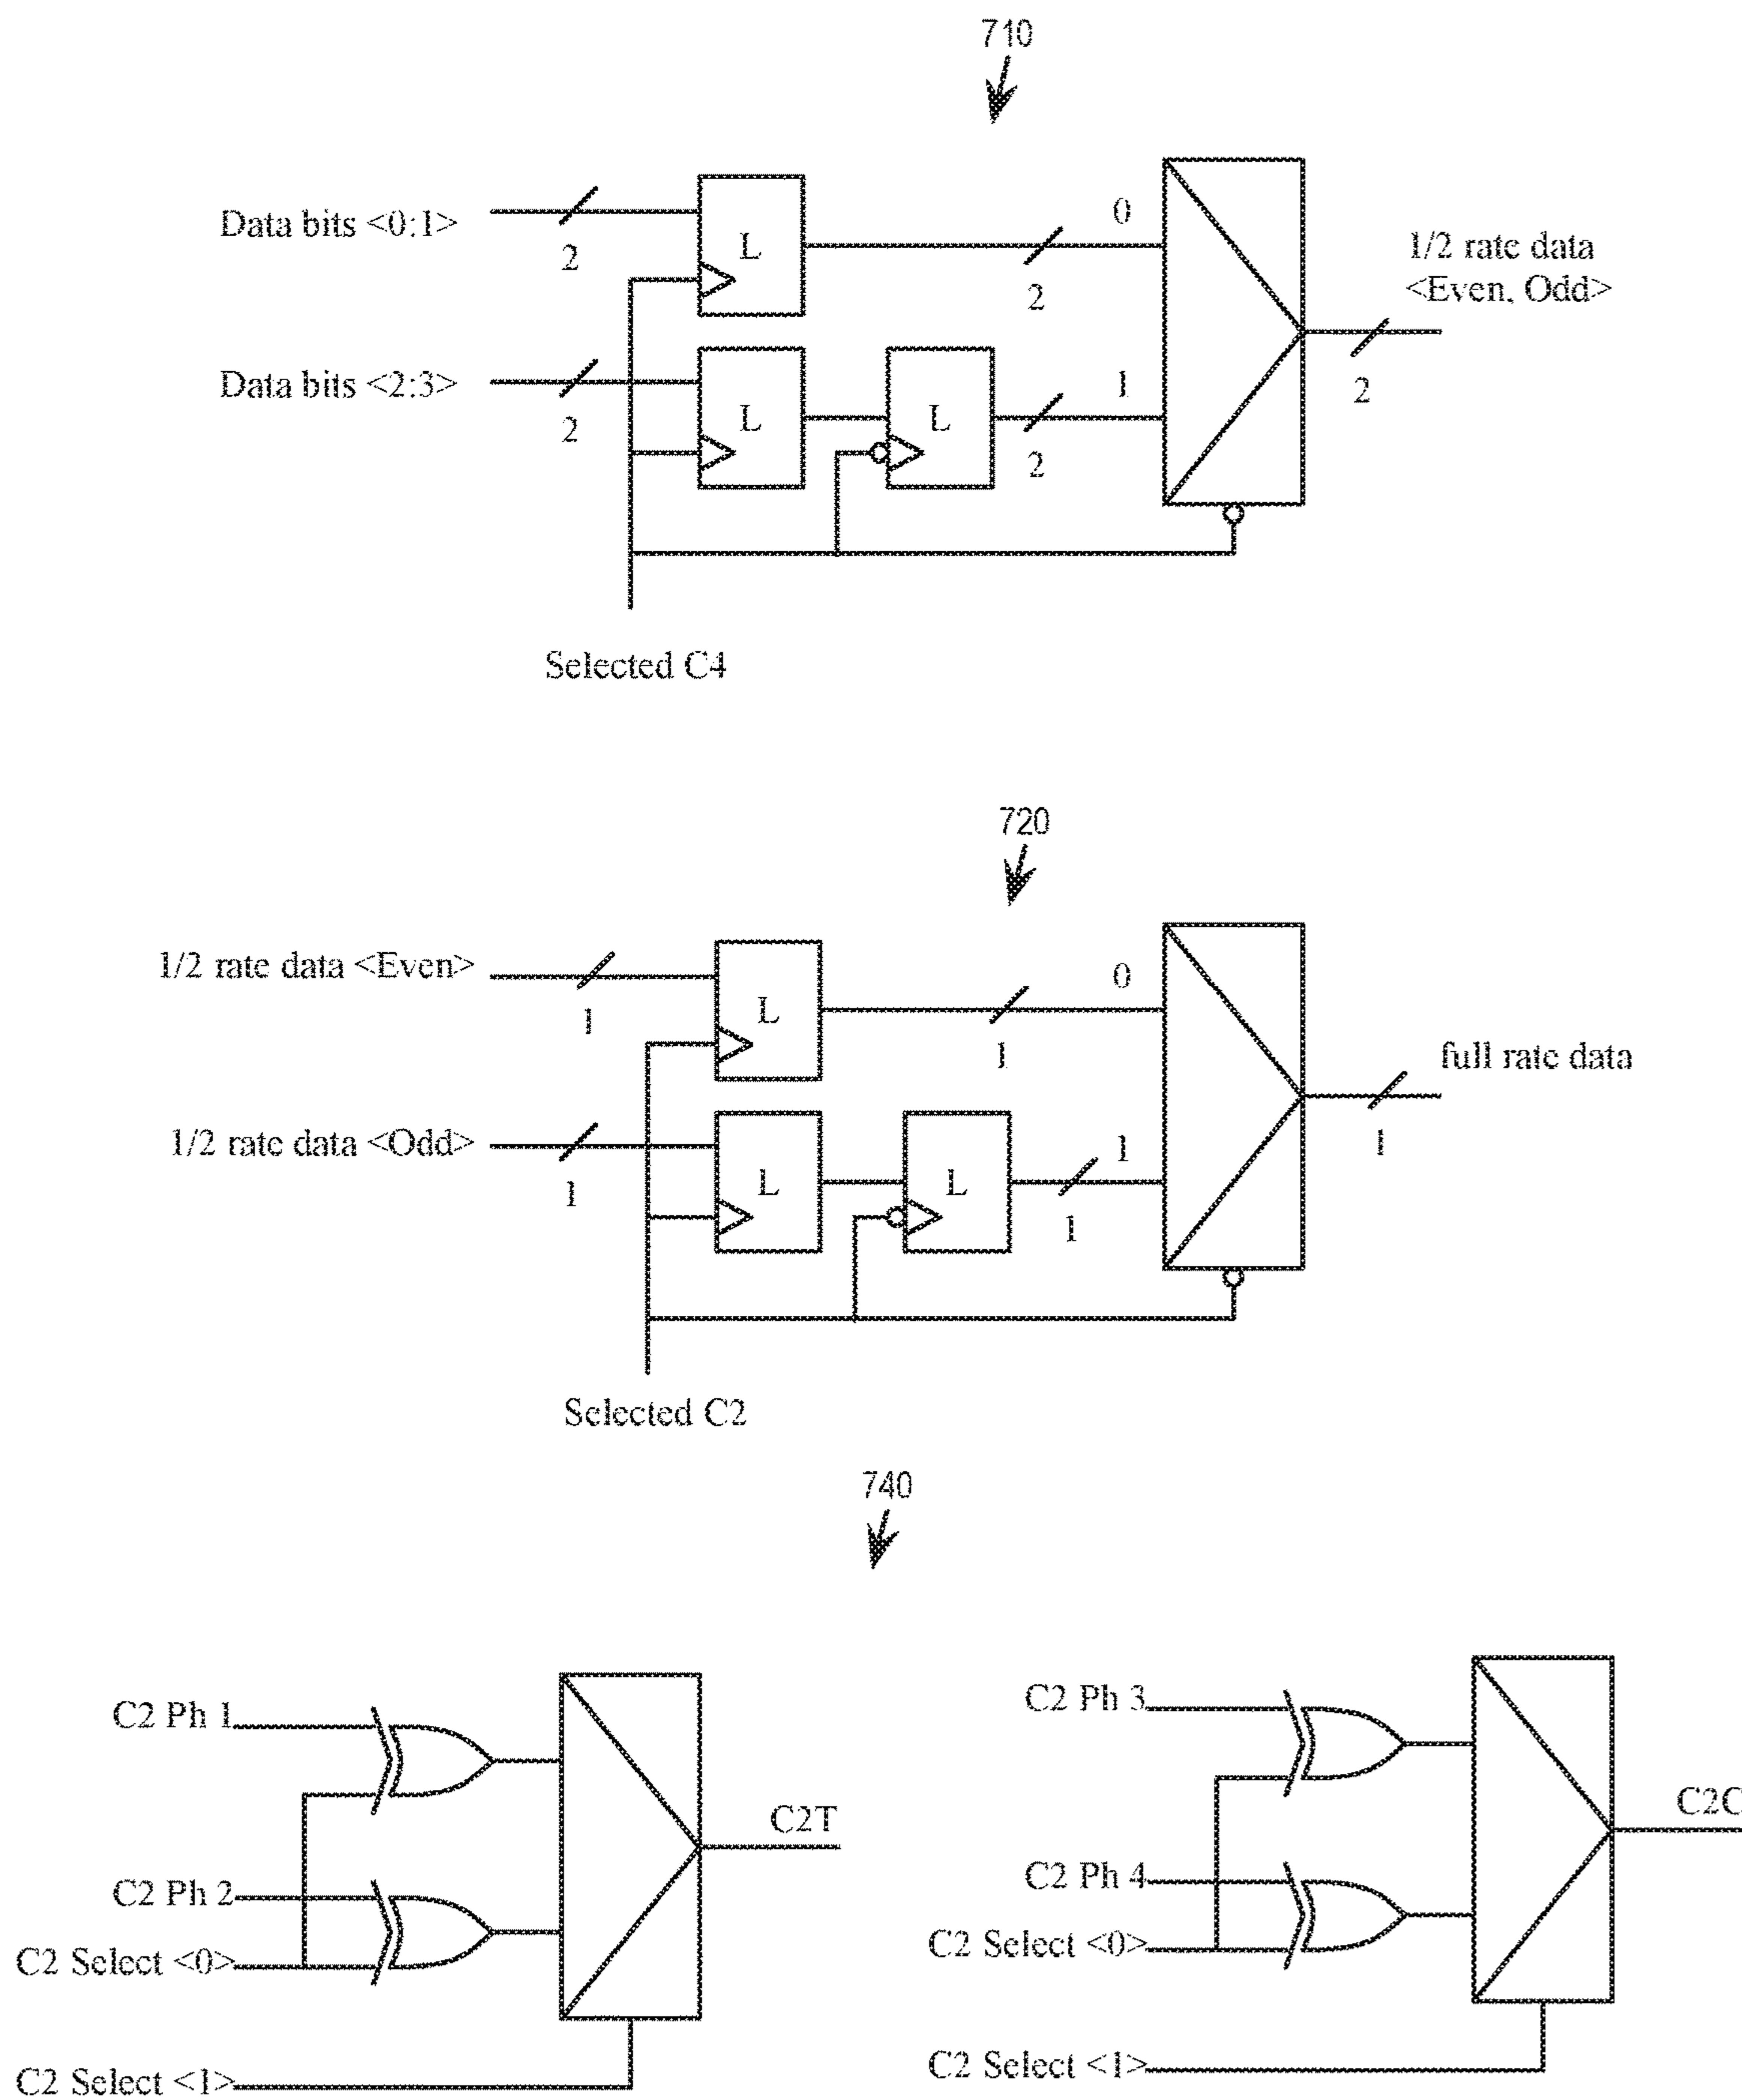 710
Data bits <0:1>
2
L
2
0
1/2 rate data
<Even, Odd>
2
Data bits <2:3>
2
L
L
2
1
Selected C4
720
1/2 rate data <Even>
1
L
1
0
full rate data
1
1/2 rate data <Odd>
1
L
L
1
1
Selected C2
740
C2 Ph 1
C2 Ph 2
C2 Select <0>
C2 Select <1>
C2T
C2 Ph 3
C2 Ph 4
C2 Select <0>
C2 Select <1>
C2C